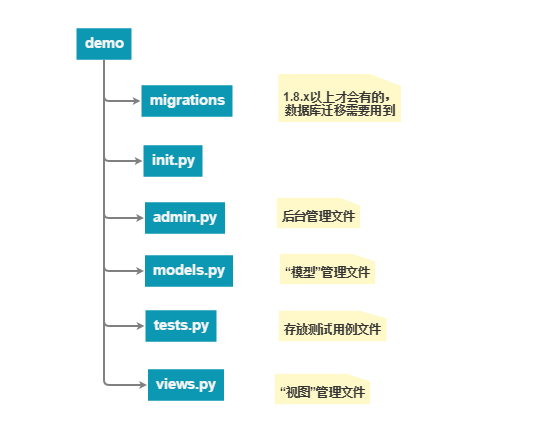 demo
migrations
1.8.x以上才会有的，
数据库迁移需要用到
init.py
admin.py
后台管理文件
models.py
“模型”管理文件
tests.py
存放测试用例文件
views.py
“视图”管理文件